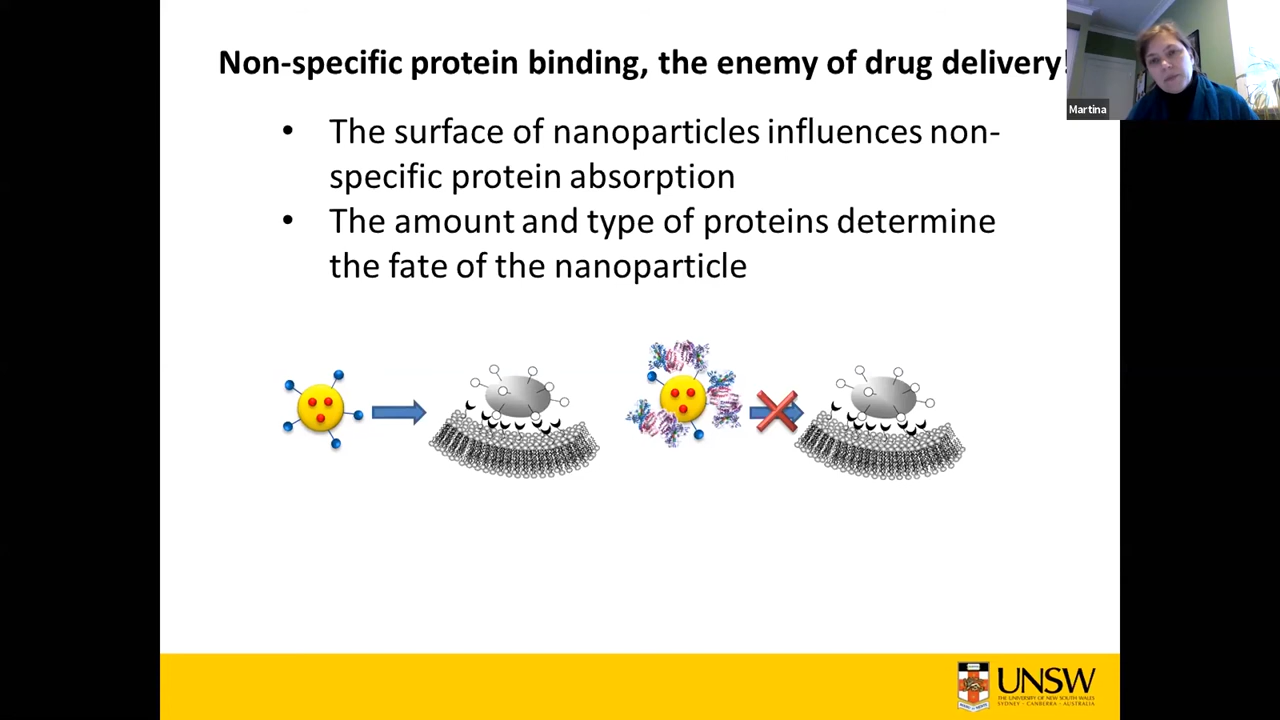 Non-specific protein binding, the enemy of drug delivery!
Martina
• The surface of nanoparticles influences non-
specific protein absorption
• The amount and type of proteins determine
the fate of the nanoparticle
UNSW
THE UNIVERSITY OF NEW SOUTH WALES
SYDNEY · CANBERRA · AUSTRALIA